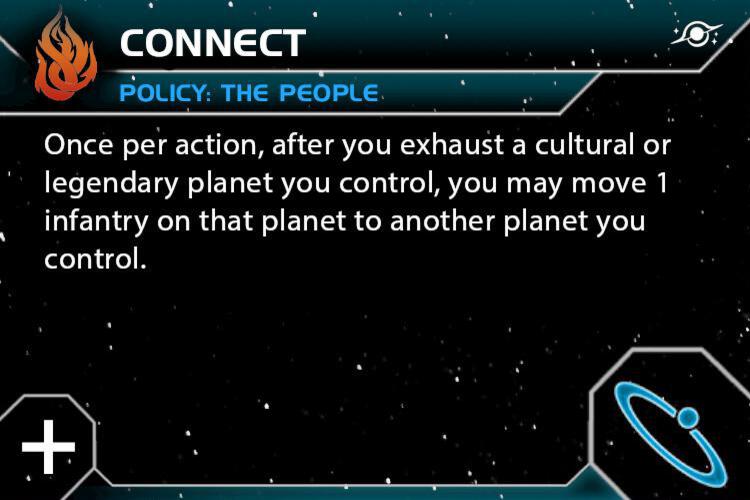 CONNECT
POLICY: THE PEOPLE
Once per action, after you exhaust a cultural or
legendary planet you control, you may move 1
infantry on that planet to another planet you
control.
+